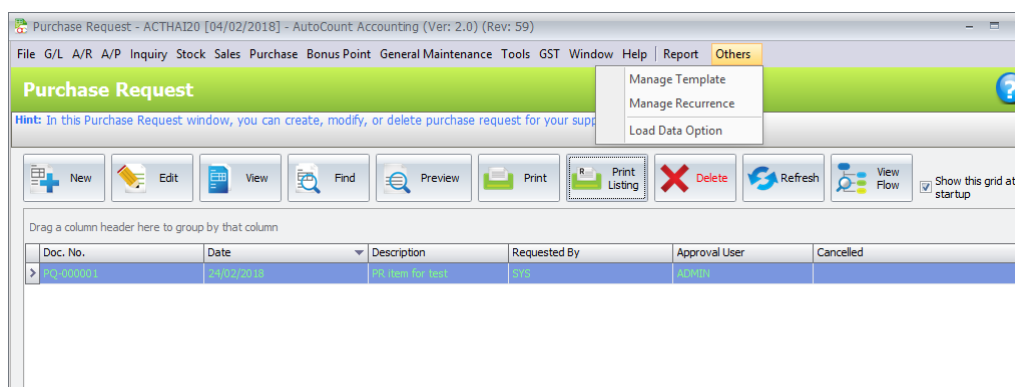 Purchase Request - ACTHAI20 [04/02/2018] - AutoCount Accounting (Ver: 2.0) (Rev: 59)
File G/L A/R A/P Inquiry Stock Sales Purchase Bonus Point General Maintenance Tools GST Window Help Report Others
Manage Template
Manage Recurrence
Load Data Option
Purchase Request
?
Hint: In this Purchase Request window, you can create, modify, or delete purchase request for your supp
New Edit View Find Preview Print Print Listing Delete Refresh View Flow Show this grid at startup
Drag a column header here to group by that column
Doc. No. Date Description Requested By Approval User Cancelled
PQ-000001 24/02/2018 PR item for test SYS ADMIN